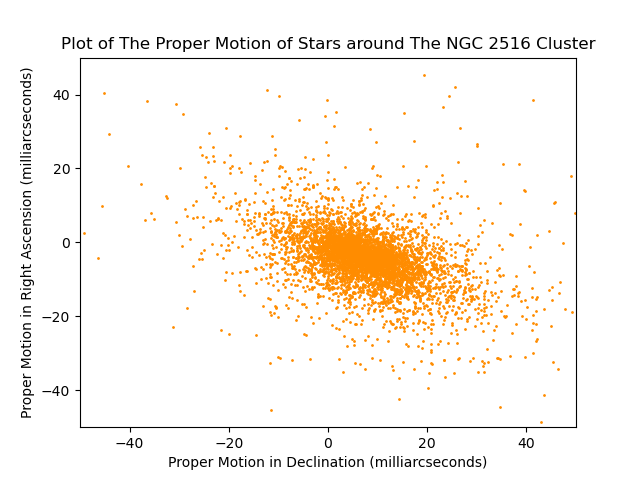 Plot of The Proper Motion of Stars around The NGC 2516 Cluster
Proper Motion in Right Ascension (milliarcseconds)
40
20
0
−20
−40
−40 −20 0 20 40
Proper Motion in Declination (milliarcseconds)